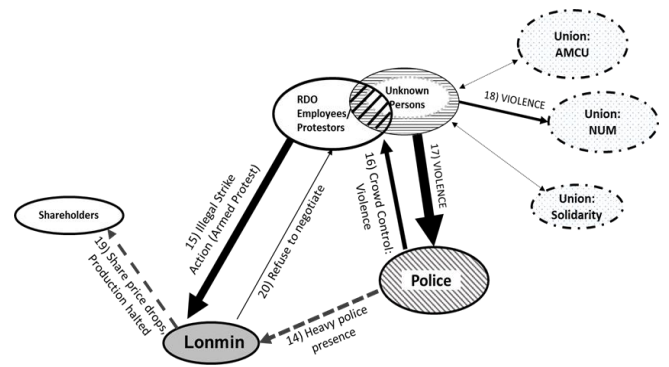 Union:
AMCU
Unknown
Persons
RDO
Employees/
Protestors
18) VIOLENCE
Union:
NUM
17) VIOLENCE
16) Crowd Control:
Violence
15) Illegal Strike
Action (Armed Protest)
20) Refuse to negotiate
Union:
Solidarity
Shareholders
19) Share price drops,
Production halted
Police
14) Heavy police
presence
Lonmin